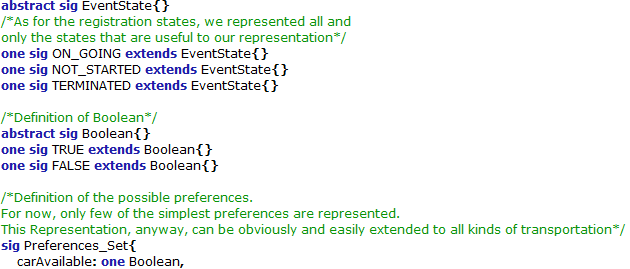 abstract sig EventState{}
/*As for the registration states, we represented all and
only the states that are useful to our representation*/
one sig ON_GOING extends EventState{}
one sig NOT_STARTED extends EventState{}
one sig TERMINATED extends EventState{}
/*Definition of Boolean*/
abstract sig Boolean{}
one sig TRUE extends Boolean{}
one sig FALSE extends Boolean{}
/*Definition of the possible preferences.
For now, only few of the simplest preferences are represented.
This Representation, anyway, can be obviously and easily extended to all kinds of transportation*/
sig Preferences_Set{
carAvailable: one Boolean,